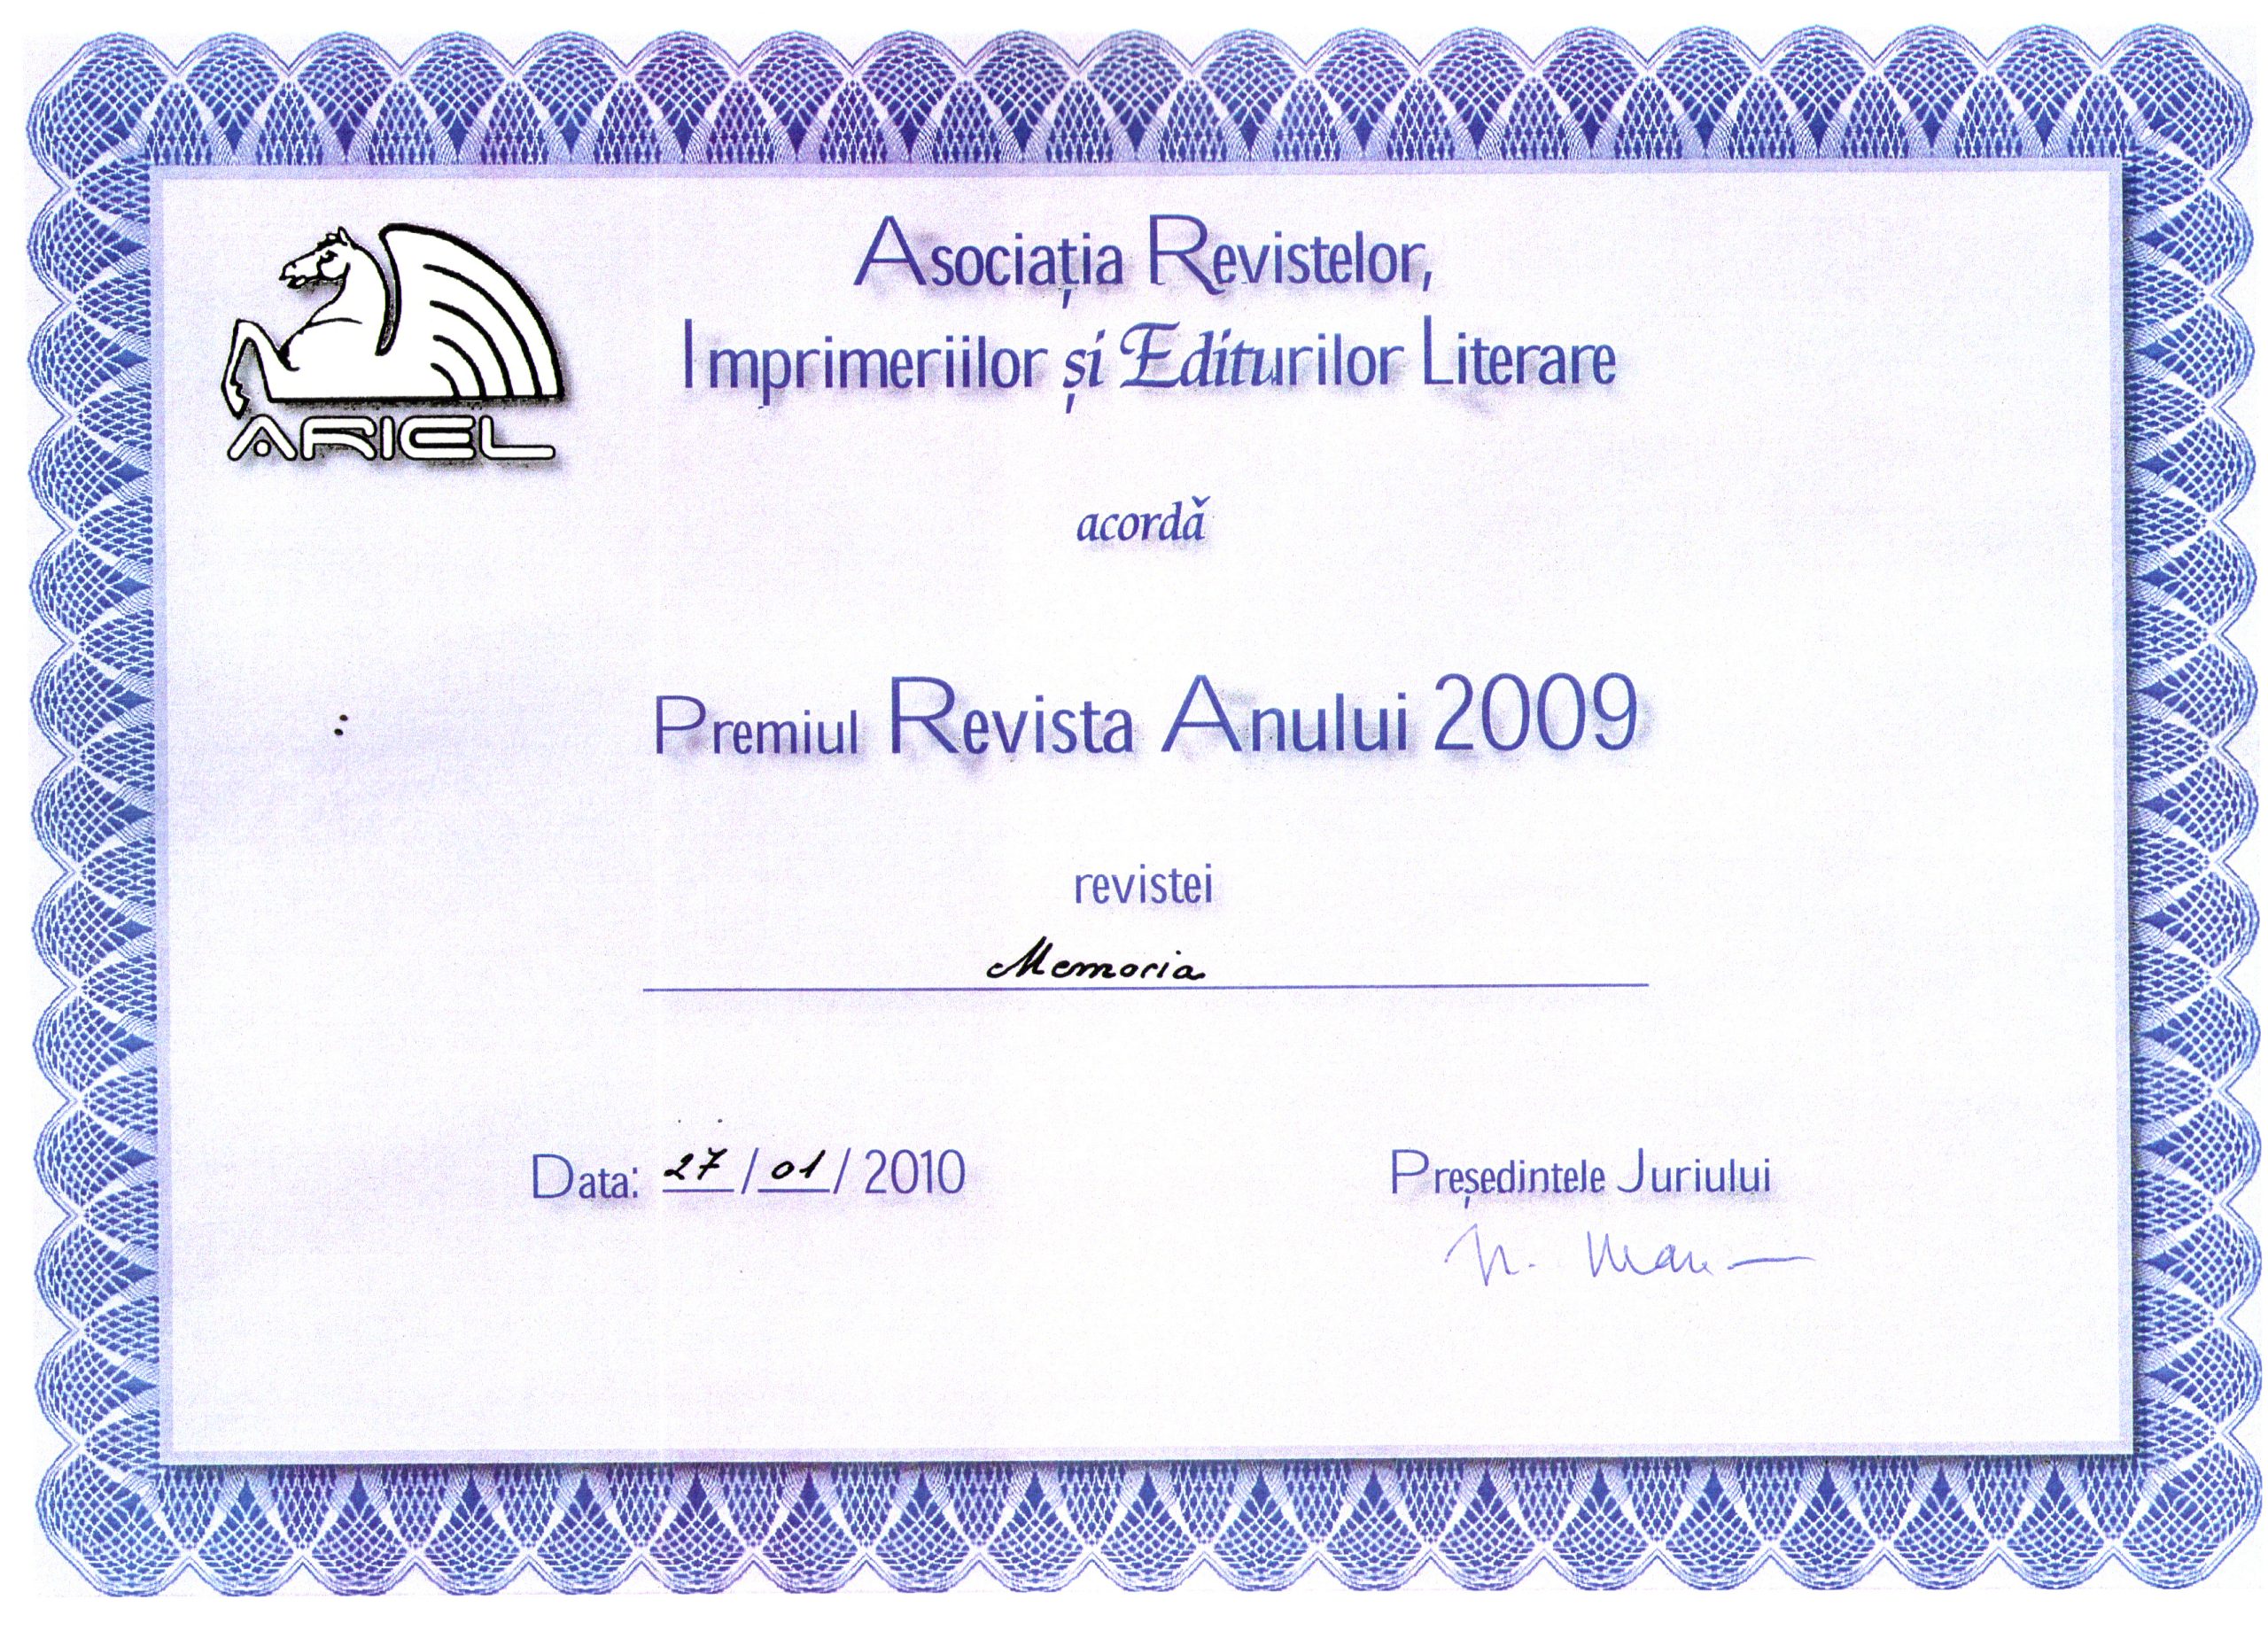 ARIEL
Asociația Revistelor,
Imprimeriilor și Editurilor Literare
acordă
Premiul Revista Anului 2009
revistei
Memoria
Data: 27/01/2010
Președintele Juriului